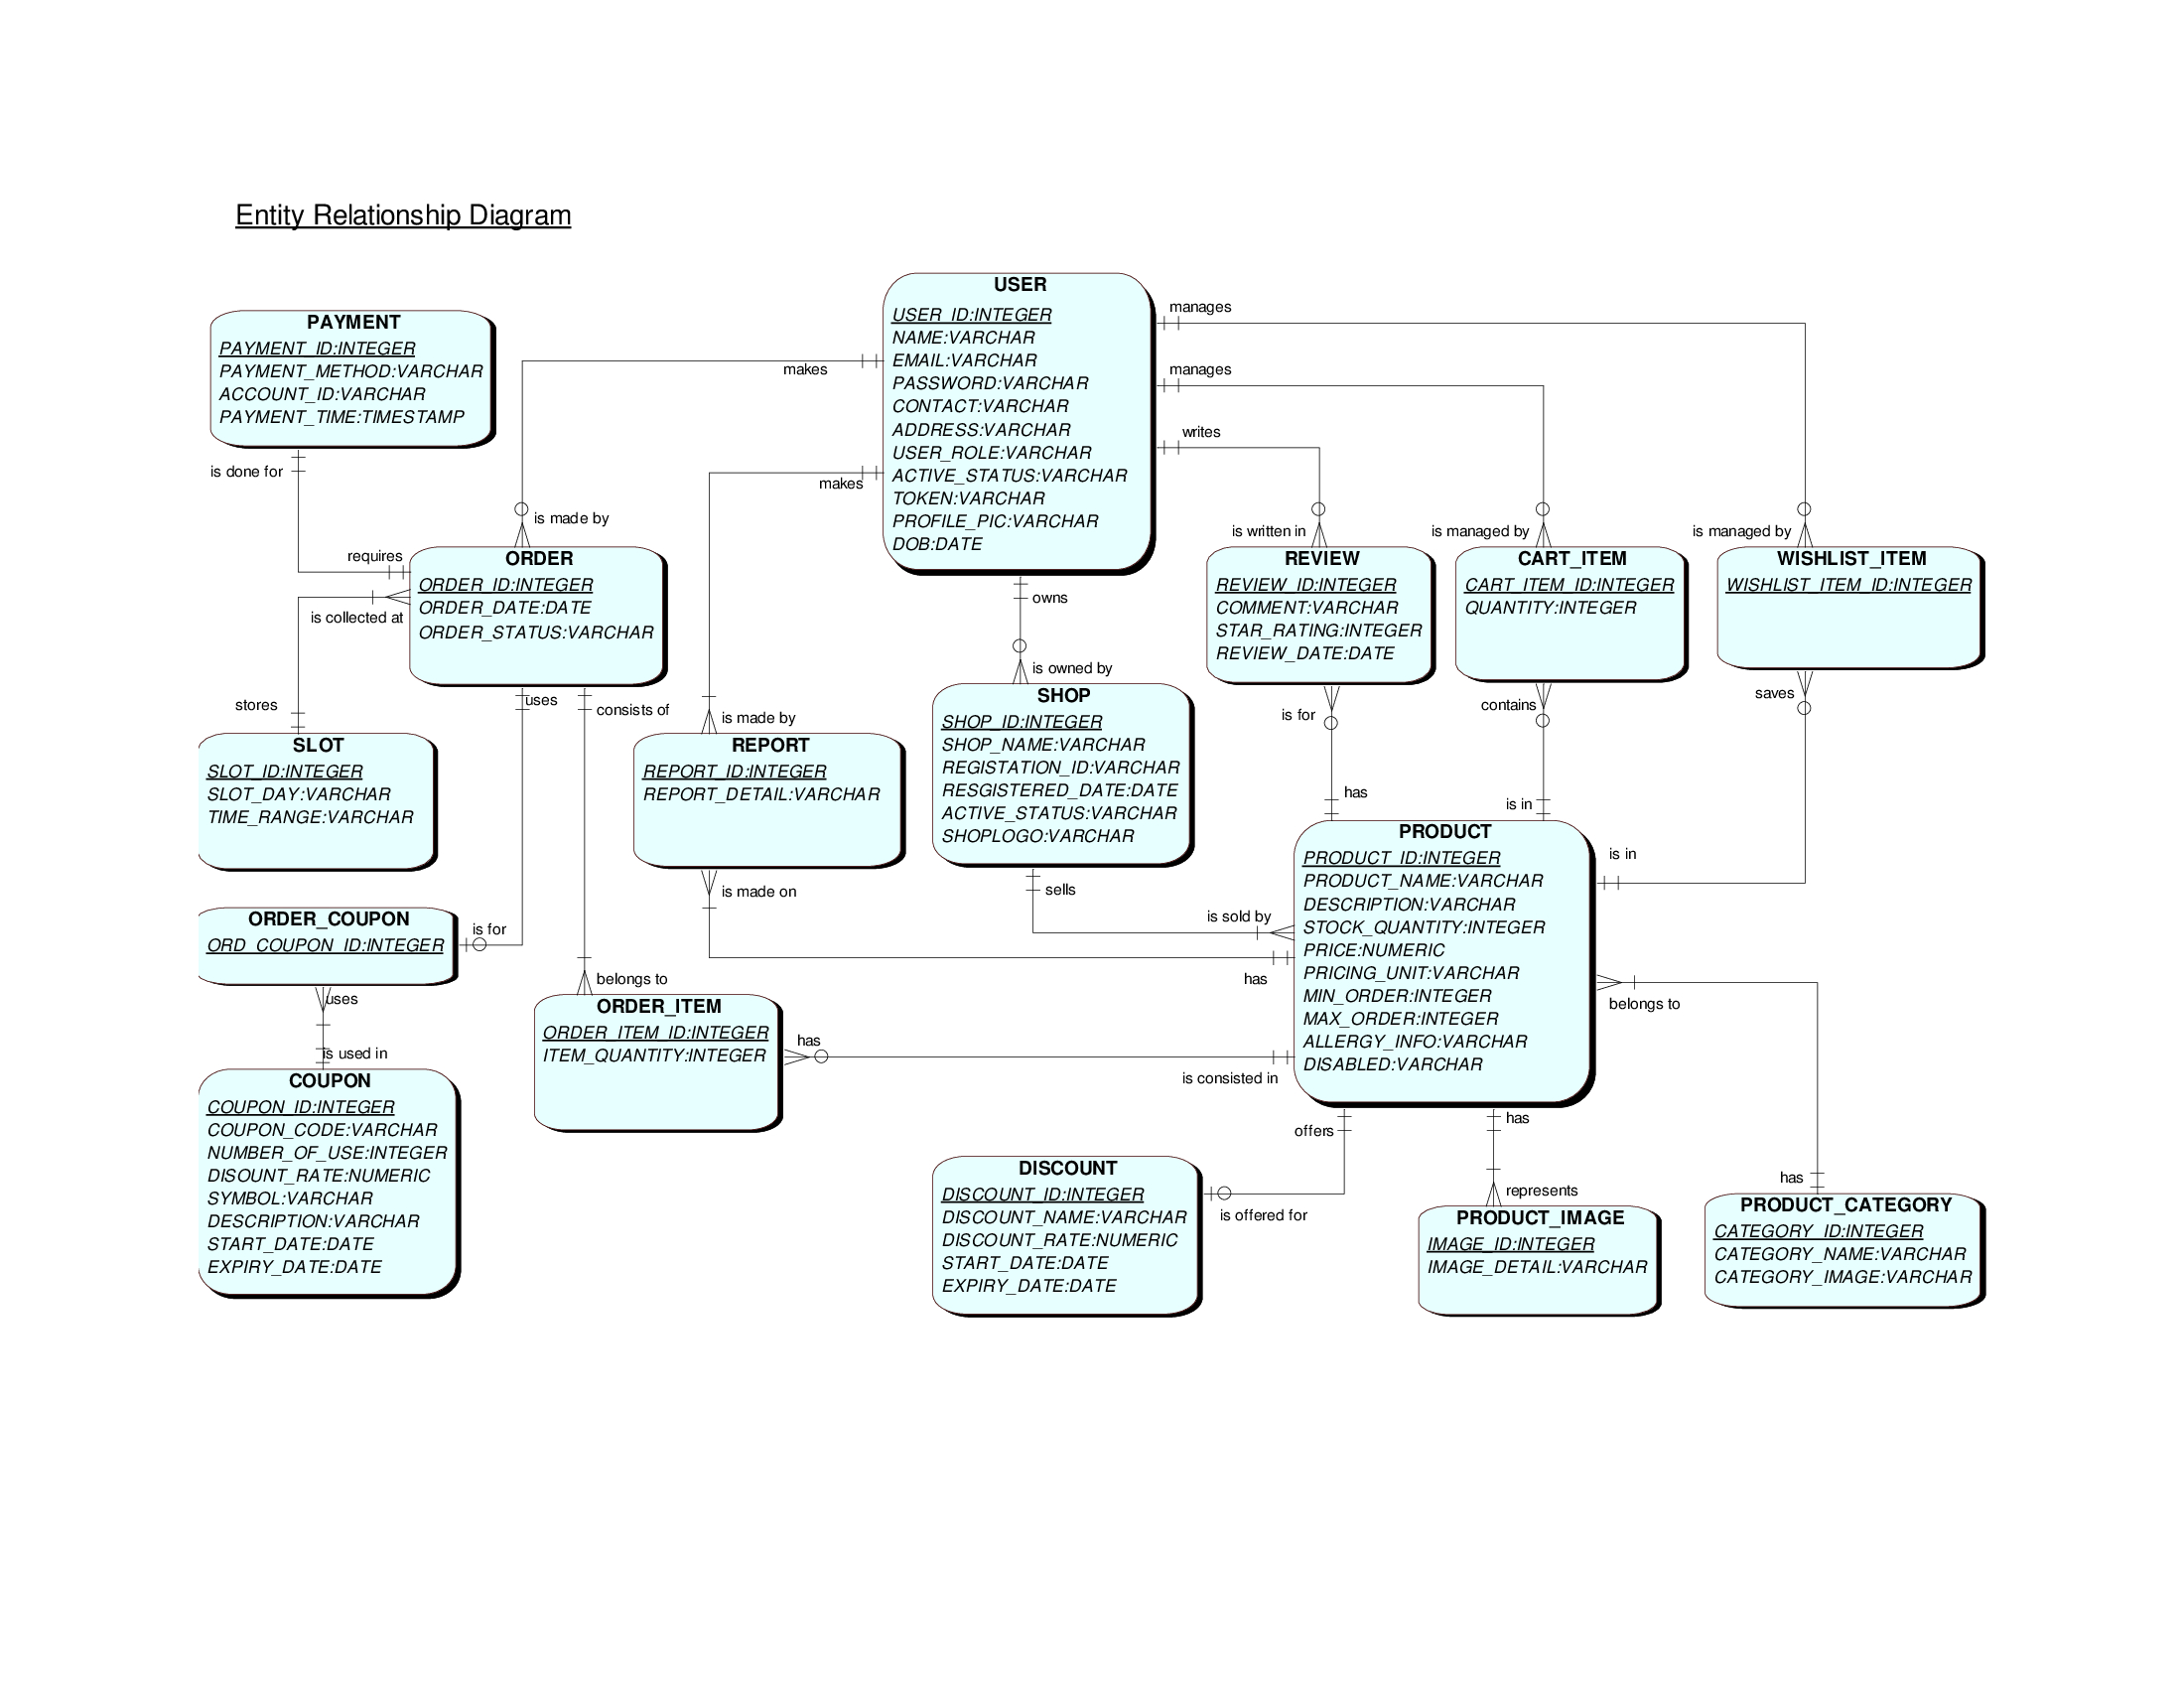 Entity Relationship Diagram
USER
USER_ID:INTEGER
NAME:VARCHAR
EMAIL:VARCHAR
PASSWORD:VARCHAR
CONTACT:VARCHAR
ADDRESS:VARCHAR
USER_ROLE:VARCHAR
ACTIVE_STATUS:VARCHAR
TOKEN:VARCHAR
PROFILE_PIC:VARCHAR
DOB:DATE
manages
manages
writes
makes
makes
owns
PAYMENT
PAYMENT_ID:INTEGER
PAYMENT_METHOD:VARCHAR
ACCOUNT_ID:VARCHAR
PAYMENT_TIME:TIMESTAMP
is done for
requires
is made by
is collected at
ORDER
ORDER_ID:INTEGER
ORDER_DATE:DATE
ORDER_STATUS:VARCHAR
uses
consists of
is written in
REVIEW
REVIEW_ID:INTEGER
COMMENT:VARCHAR
STAR_RATING:INTEGER
REVIEW_DATE:DATE
is for
has
is managed by
CART_ITEM
CART_ITEM_ID:INTEGER
QUANTITY:INTEGER
contains
is in
is managed by
WISHLIST_ITEM
WISHLIST_ITEM_ID:INTEGER
saves
is in
stores
SLOT
SLOT_ID:INTEGER
SLOT_DAY:VARCHAR
TIME_RANGE:VARCHAR
is made by
REPORT
REPORT_ID:INTEGER
REPORT_DETAIL:VARCHAR
is made on
has
is owned by
SHOP
SHOP_ID:INTEGER
SHOP_NAME:VARCHAR
REGISTATION_ID:VARCHAR
RESGISTERED_DATE:DATE
ACTIVE_STATUS:VARCHAR
SHOPLOGO:VARCHAR
sells
is sold by
PRODUCT
PRODUCT_ID:INTEGER
PRODUCT_NAME:VARCHAR
DESCRIPTION:VARCHAR
STOCK_QUANTITY:INTEGER
PRICE:NUMERIC
PRICING_UNIT:VARCHAR
MIN_ORDER:INTEGER
MAX_ORDER:INTEGER
ALLERGY_INFO:VARCHAR
DISABLED:VARCHAR
belongs to
ORDER_COUPON
ORD_COUPON_ID:INTEGER
is for
uses
is used in
COUPON
COUPON_ID:INTEGER
COUPON_CODE:VARCHAR
NUMBER_OF_USE:INTEGER
DISOUNT_RATE:NUMERIC
SYMBOL:VARCHAR
DESCRIPTION:VARCHAR
START_DATE:DATE
EXPIRY_DATE:DATE
belongs to
ORDER_ITEM
ORDER_ITEM_ID:INTEGER
ITEM_QUANTITY:INTEGER
has
is consisted in
offers
DISCOUNT
DISCOUNT_ID:INTEGER
DISCOUNT_NAME:VARCHAR
DISCOUNT_RATE:NUMERIC
START_DATE:DATE
EXPIRY_DATE:DATE
is offered for
has
represents
PRODUCT_IMAGE
IMAGE_ID:INTEGER
IMAGE_DETAIL:VARCHAR
has
PRODUCT_CATEGORY
CATEGORY_ID:INTEGER
CATEGORY_NAME:VARCHAR
CATEGORY_IMAGE:VARCHAR